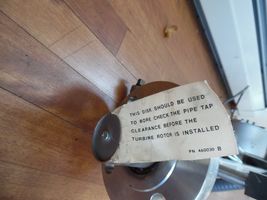 THIS DISK SHOULD BE USED
TO BORE CHECK THE PIPE TAP
CLEARANCE BEFORE THE
TURBINE ROTOR IS INSTALLED
PN 460030 B